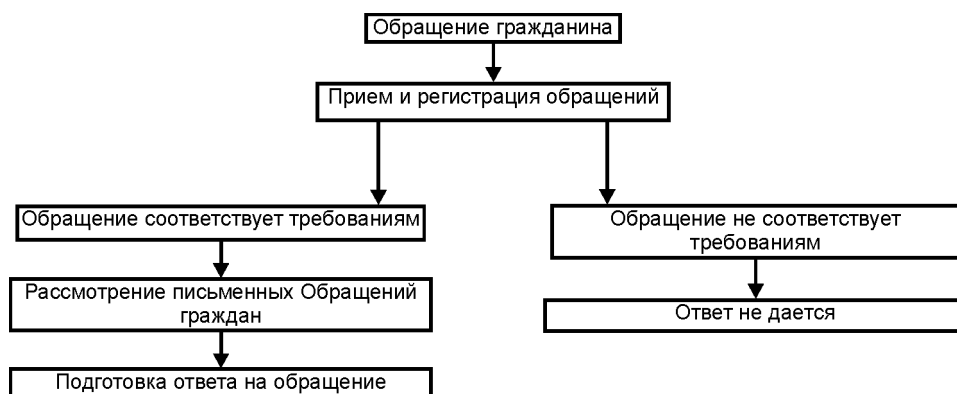 Обращение гражданина
Прием и регистрация обращений
Обращение соответствует требованиям
Обращение не соответствует
требованиям
Рассмотрение письменных Обращений
граждан
Ответ не дается
Подготовка ответа на обращение